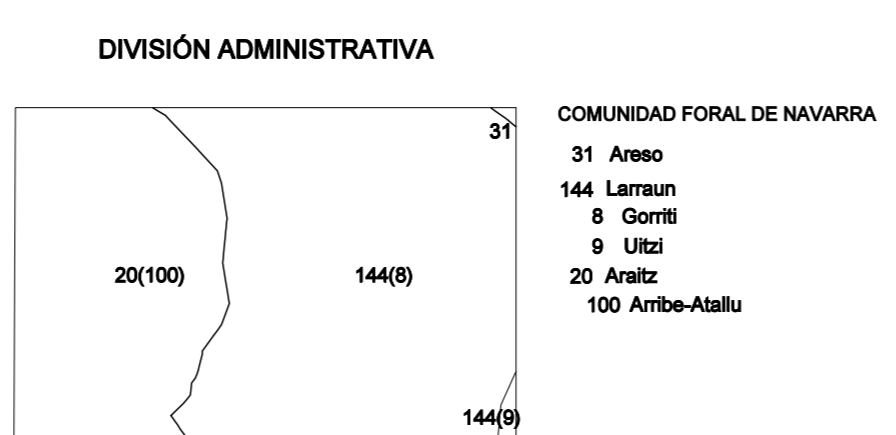 DIVISIÓN ADMINISTRATIVA
COMUNIDAD FORAL DE NAVARRA
31
31 Areso
144 Larraun
8 Gorriti
9 Uitzi
20(100) 144(8)
20 Araitz
100 Arribe-Atallu
144(9)